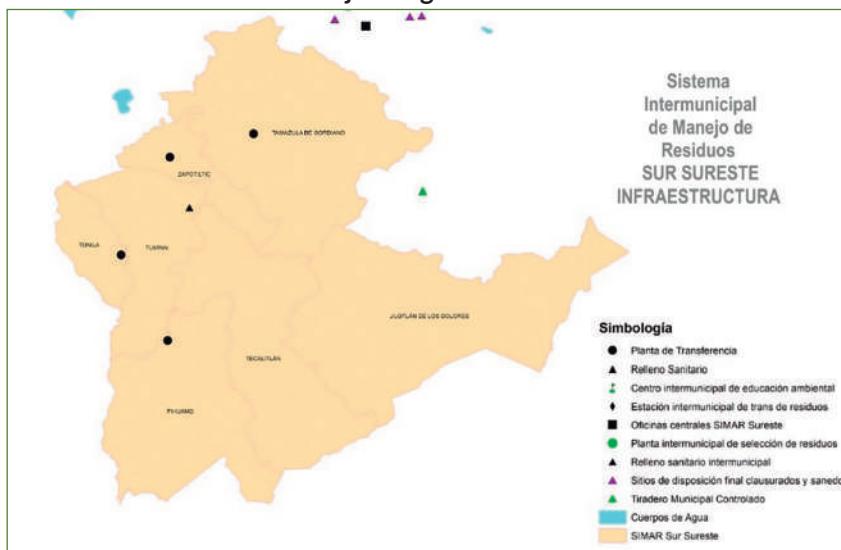 Sistema
Intermunicipal
de Manejo de
Residuos
SUR SURESTE
INFRAESTRUCTURA
TAMAZULA DE GORDIANO
ZAPOTILTIC
TONILA
TUXPAN
JILOTLÁN DE LOS DOLORES
TECALITLÁN
PIHUAMO
Simbología
Planta de Transferencia
Relleno Sanitario
Centro intermunicipal de educación ambiental
Estación intermunicipal de trans de residuos
Oficinas centrales SIMAR Sureste
Planta intermunicipal de selección de residuos
Relleno sanitario intermunicipal
Sitios de disposición final clausurados y sanedo
Tiradero Municipal Controlado
Cuerpos de Agua
SIMAR Sur Sureste